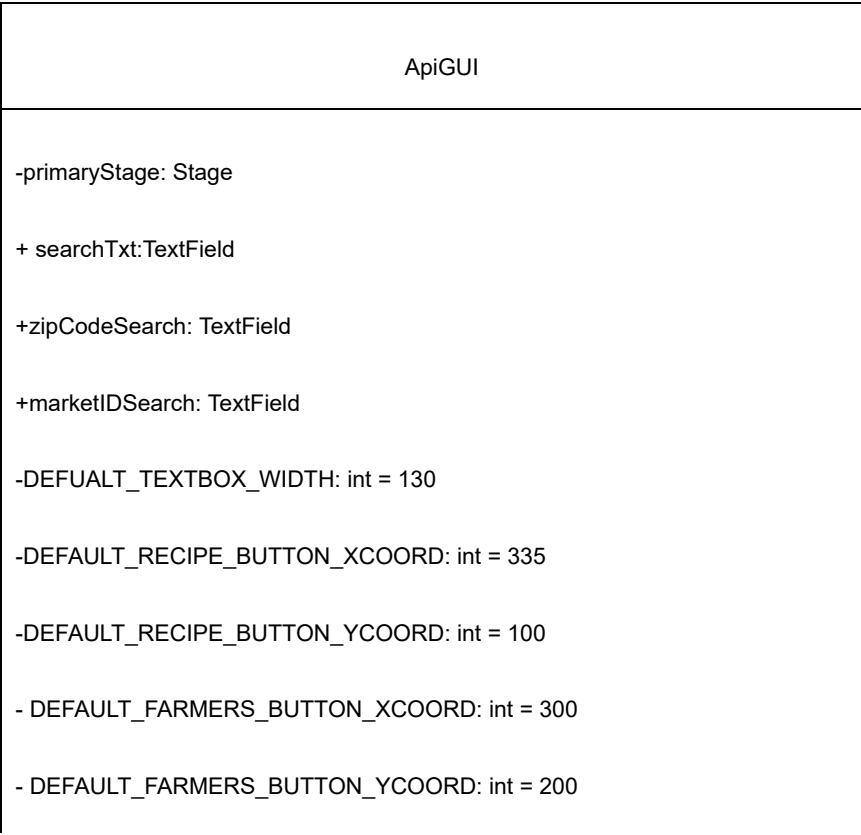 ApiGUI
-primaryStage: Stage
+ searchTxt:TextField
+zipCodeSearch: TextField
+marketIDSearch: TextField
-DEFUALT_TEXTBOX_WIDTH: int = 130
-DEFAULT_RECIPE_BUTTON_XCOORD: int = 335
-DEFAULT_RECIPE_BUTTON_YCOORD: int = 100
- DEFAULT_FARMERS_BUTTON_XCOORD: int = 300
- DEFAULT_FARMERS_BUTTON_YCOORD: int = 200